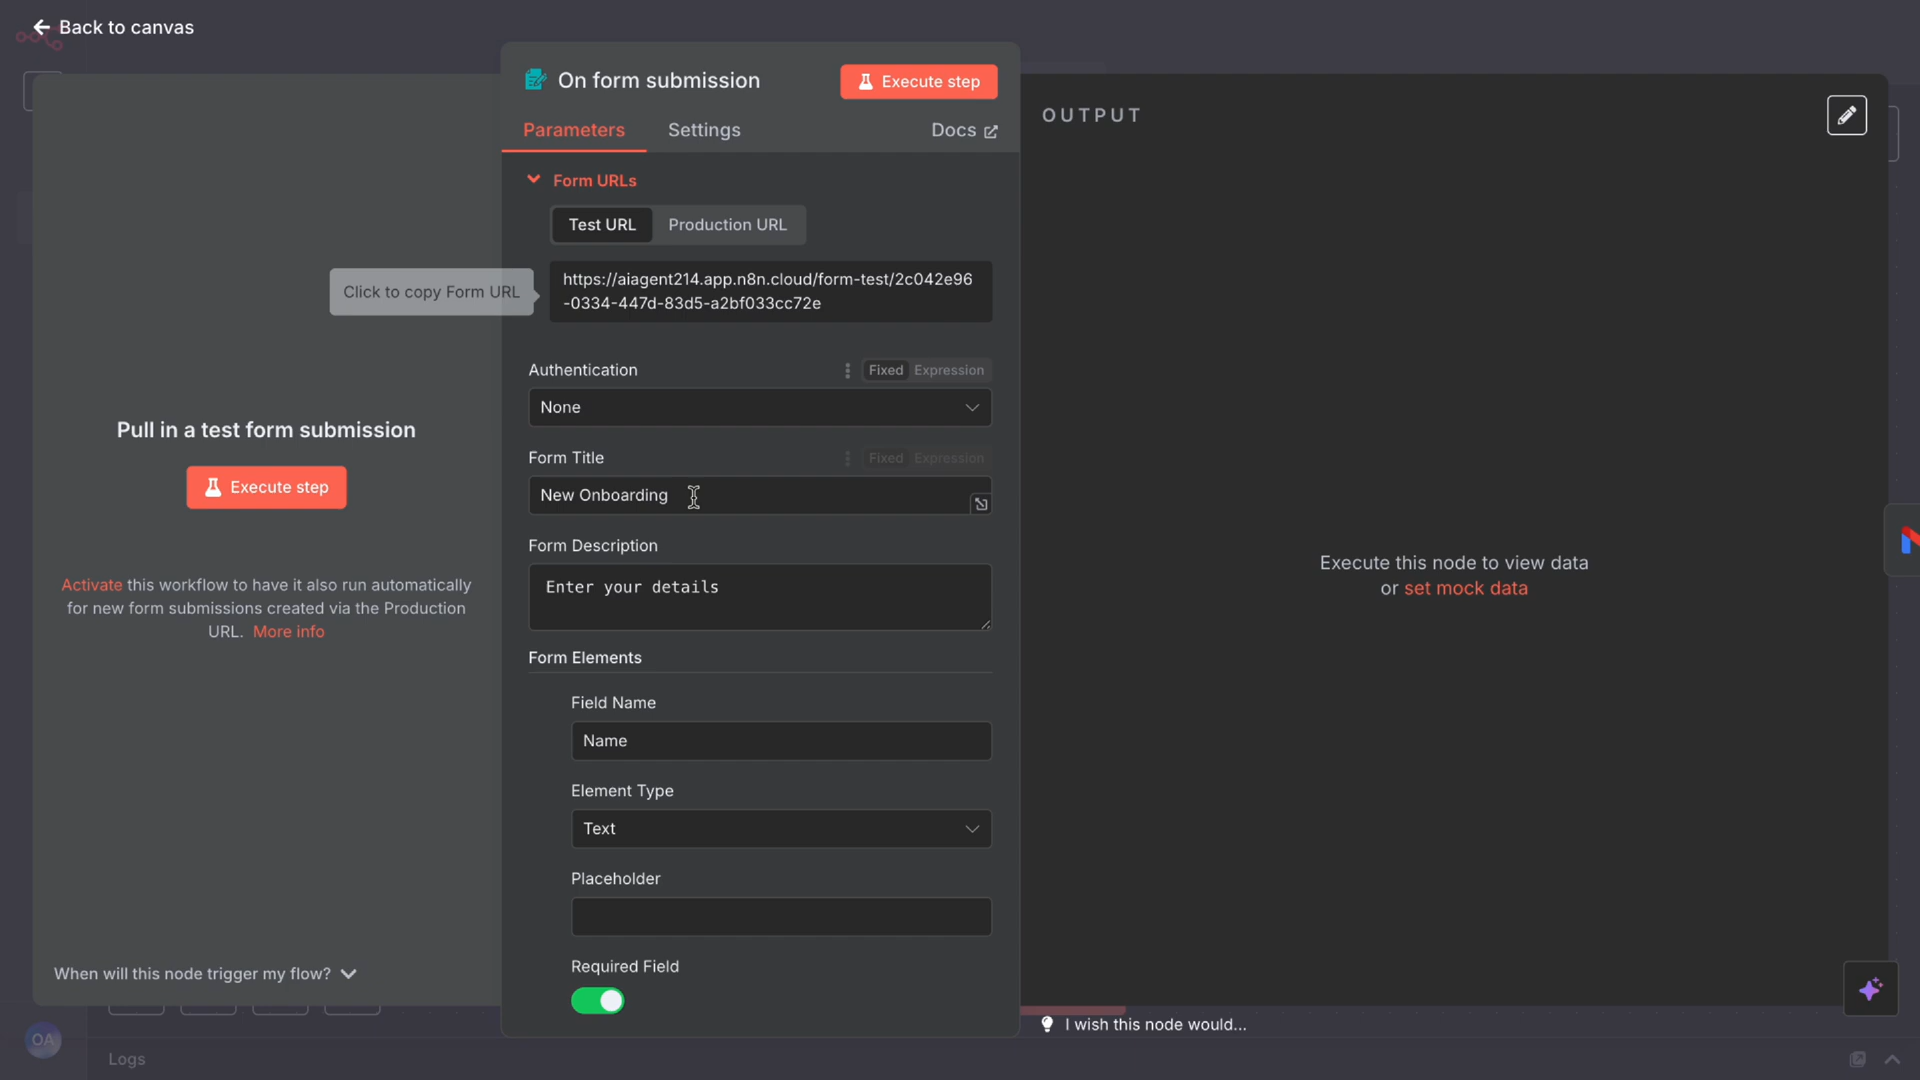 Back to canvas
On form submission
Execute step
Parameters
Settings
Docs
OUTPUT
Form URLs
Test URL
Production URL
Click to copy Form URL
https://aiagent214.app.n8n.cloud/form-test/2c042e96
-0334-447d-83d5-a2bf033cc72e
Authentication
Fixed
Expression
None
Form Title
Fixed
Expression
New Onboarding
Form Description
Enter your details
Form Elements
Field Name
Name
Element Type
Text
Placeholder
Required Field
Pull in a test form submission
Execute step
Activate this workflow to have it also run automatically
for new form submissions created via the Production
URL. More info
When will this node trigger my flow?
Execute this node to view data
or set mock data
I wish this node would...
OA
Logs